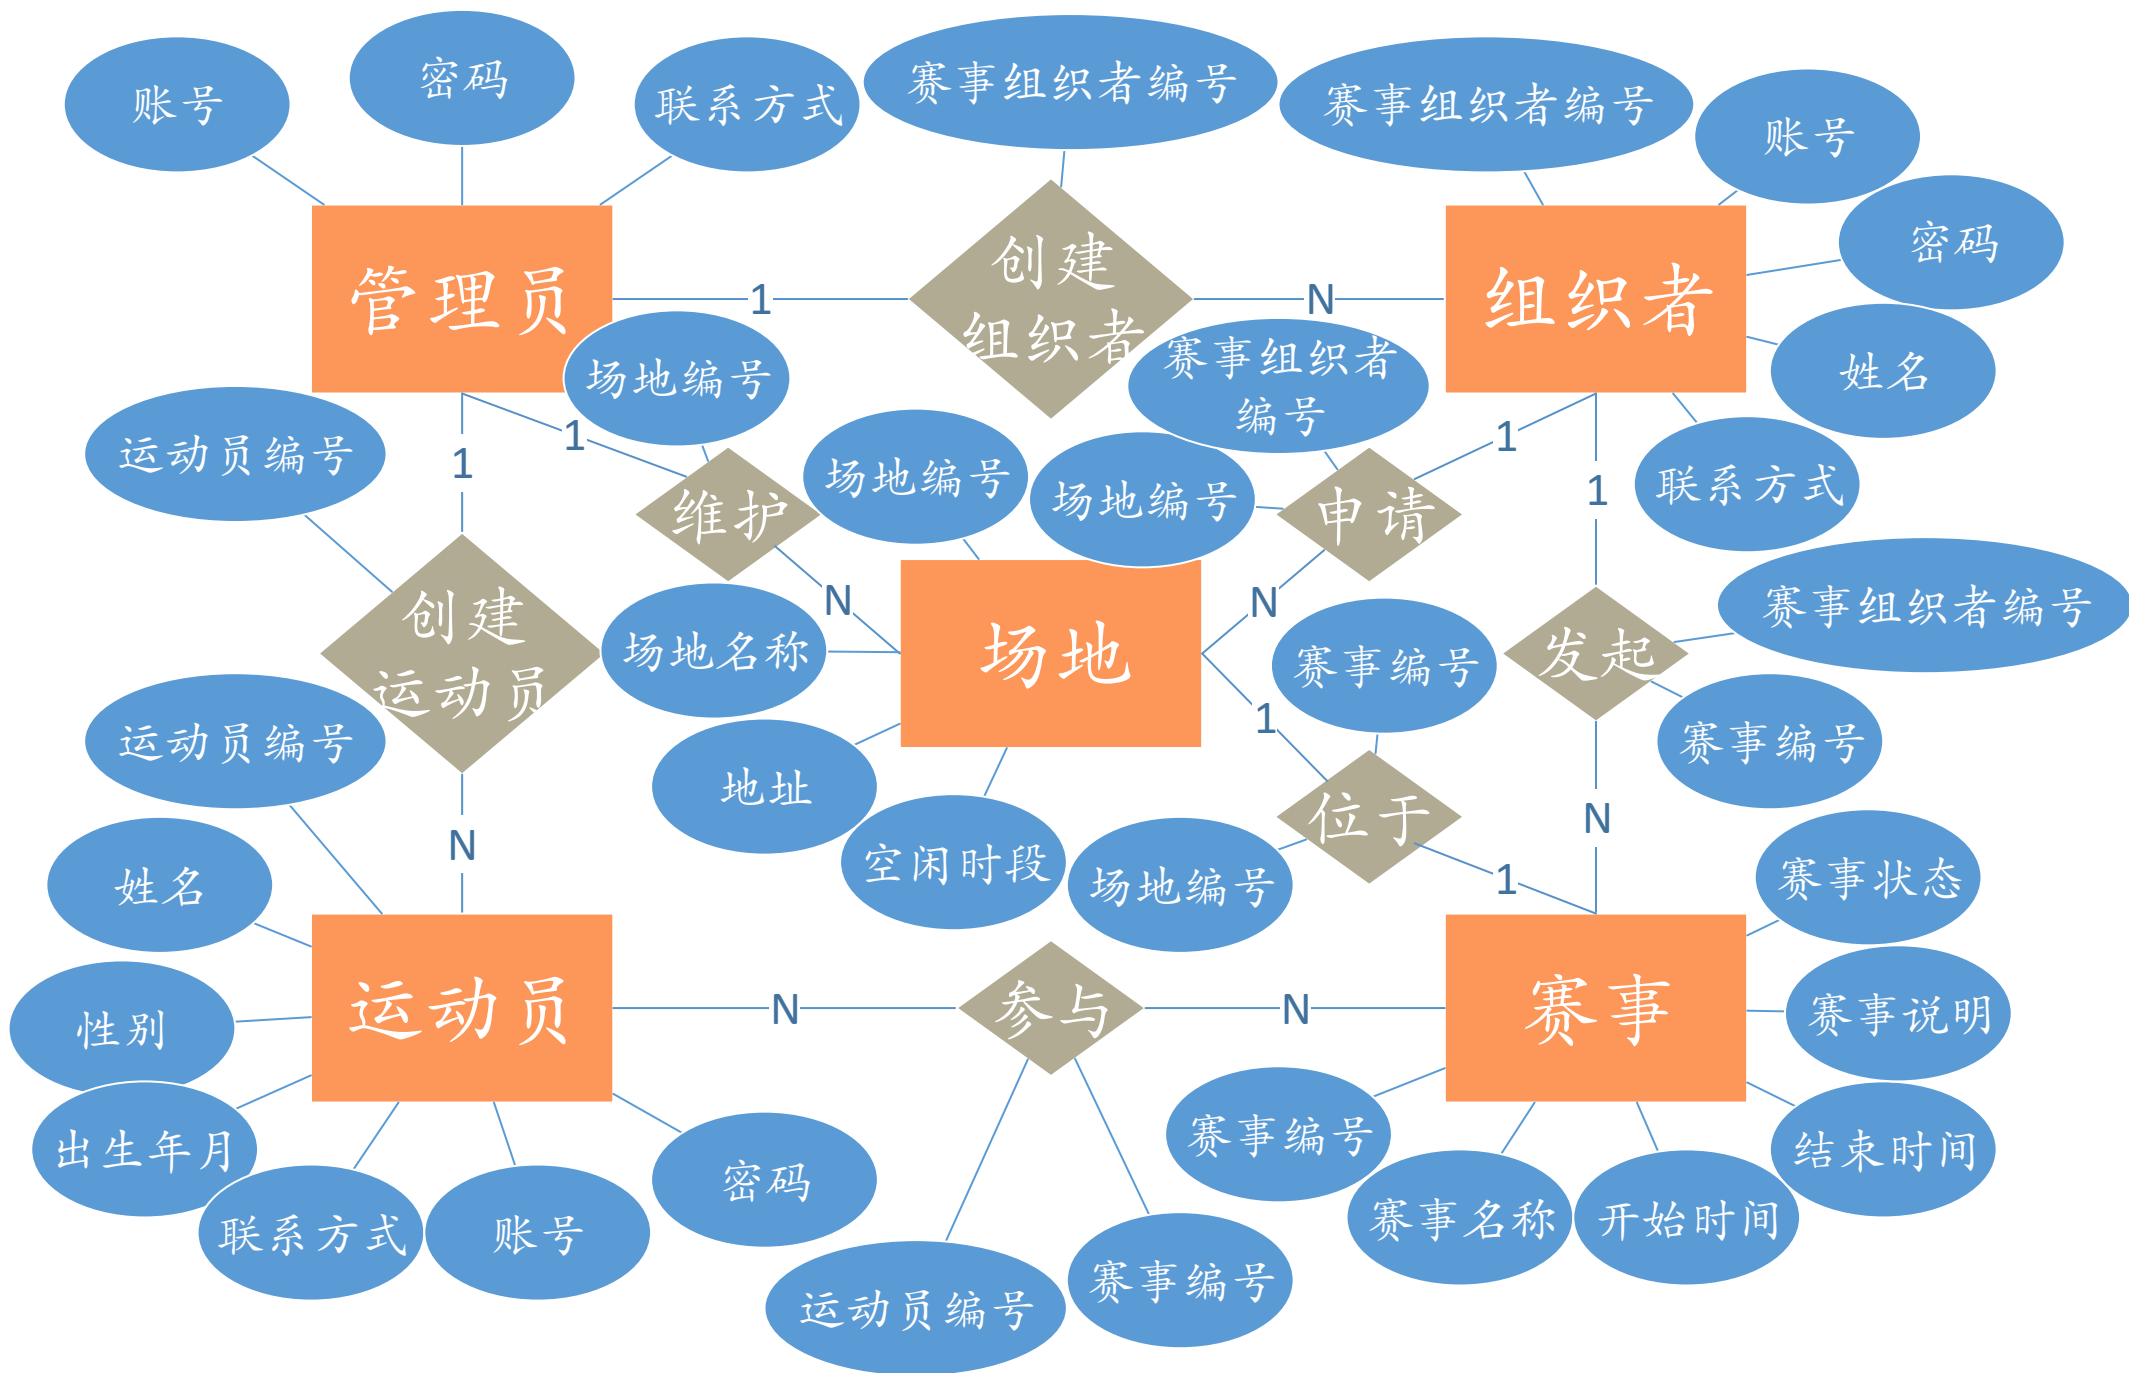 账号
密码
联系方式
赛事组织者编号
赛事组织者编号
账号
管理员
1
创建
组织者
N
组织者
密码
姓名
联系方式
场地编号
赛事组织者
编号
运动员编号
1
1
维护
场地编号
场地编号
申请
1
1
N
N
创建
运动员
场地名称
场地
赛事编号
发起
赛事组织者编号
运动员编号
1
赛事编号
地址
位于
N
N
空闲时段
场地编号
1
赛事状态
姓名
运动员
N
参与
N
赛事
赛事说明
性别
出生年月
联系方式
账号
密码
赛事编号
赛事名称
开始时间
结束时间
运动员编号
赛事编号